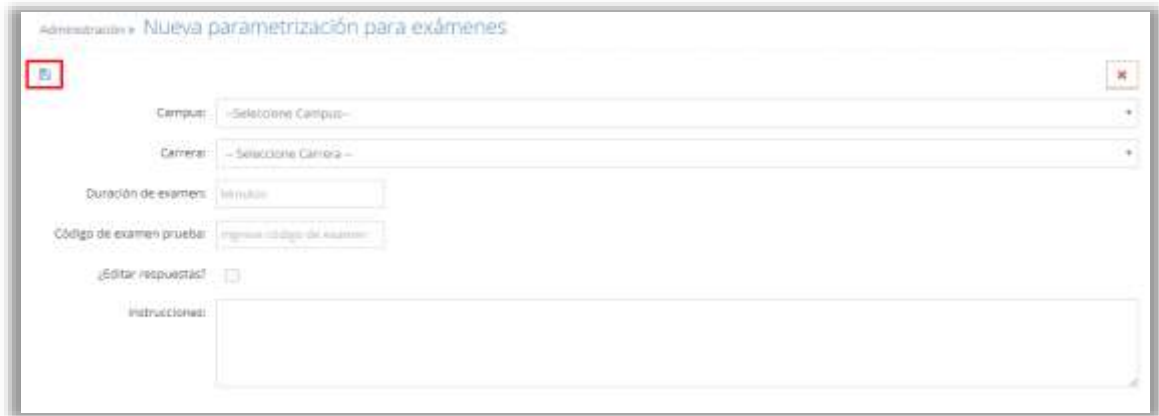 Administración » Nueva parametrización para exámenes
Campus: --Seleccione Campus--
Carrera: -- Seleccione Carrera --
Duración de examen: Minutos
Código de examen prueba: Ingrese código de examen
¿Editar respuestas?
Instrucciones: